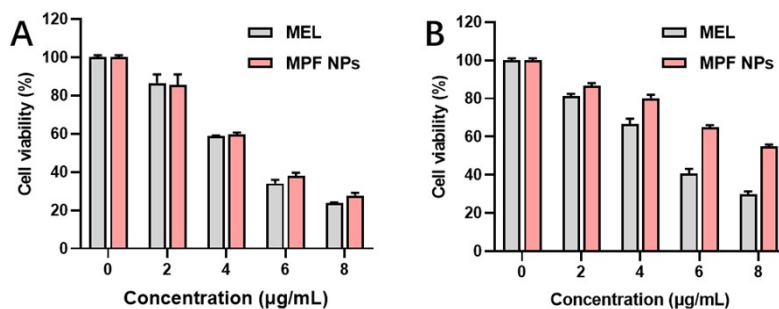 A
MEL
MPF NPs
Cell viability (%)
120
100
80
60
40
20
0
0 2 4 6 8
Concentration (µg/mL)
B
MEL
MPF NPs
Cell viability (%)
120
100
80
60
40
20
0
0 2 4 6 8
Concentration (µg/mL)